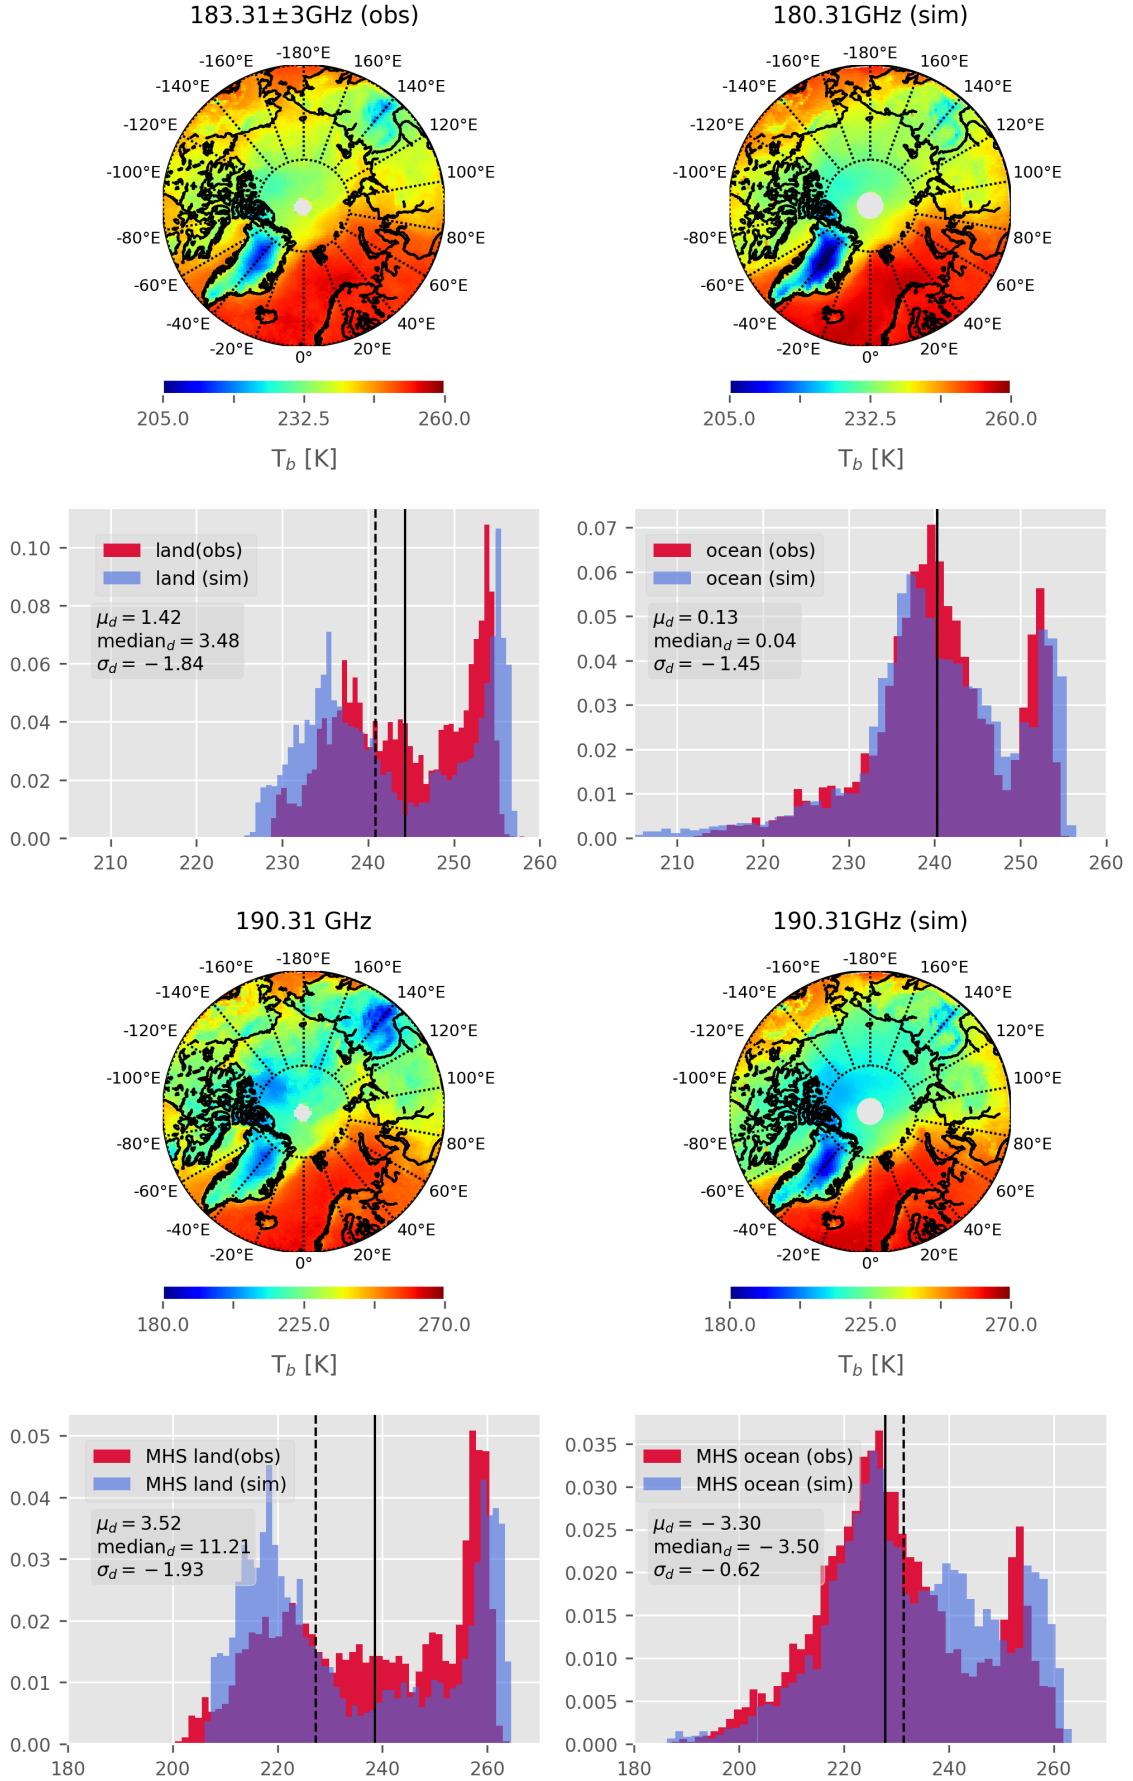 183.31±3GHz (obs)
180.31GHz (sim)
-180°E
-160°E 160°E
-140°E 140°E
-120°E 120°E
-100°E 100°E
-80°E 80°E
-60°E 60°E
-40°E 40°E
-20°E 0° 20°E
-180°E
-160°E 160°E
-140°E 140°E
-120°E 120°E
-100°E 100°E
-80°E 80°E
-60°E 60°E
-40°E 40°E
-20°E 0° 20°E
205.0 232.5 260.0
T_b [K]
205.0 232.5 260.0
T_b [K]
land(obs)
land (sim)
μ_d = 1.42
median_d = 3.48
σ_d = −1.84
0.10
0.08
0.06
0.04
0.02
0.00
210 220 230 240 250 260
ocean (obs)
ocean (sim)
μ_d = 0.13
median_d = 0.04
σ_d = −1.45
0.07
0.06
0.05
0.04
0.03
0.02
0.01
0.00
210 220 230 240 250 260
190.31 GHz
190.31GHz (sim)
-180°E
-160°E 160°E
-140°E 140°E
-120°E 120°E
-100°E 100°E
-80°E 80°E
-60°E 60°E
-40°E 40°E
-20°E 0° 20°E
-180°E
-160°E 160°E
-140°E 140°E
-120°E 120°E
-100°E 100°E
-80°E 80°E
-60°E 60°E
-40°E 40°E
-20°E 0° 20°E
180.0 225.0 270.0
T_b [K]
180.0 225.0 270.0
T_b [K]
MHS land(obs)
MHS land (sim)
μ_d = 3.52
median_d = 11.21
σ_d = −1.93
0.05
0.04
0.03
0.02
0.01
0.00
180 200 220 240 260
MHS ocean (obs)
MHS ocean (sim)
μ_d = −3.30
median_d = −3.50
σ_d = −0.62
0.035
0.030
0.025
0.020
0.015
0.010
0.005
0.000
180 200 220 240 260